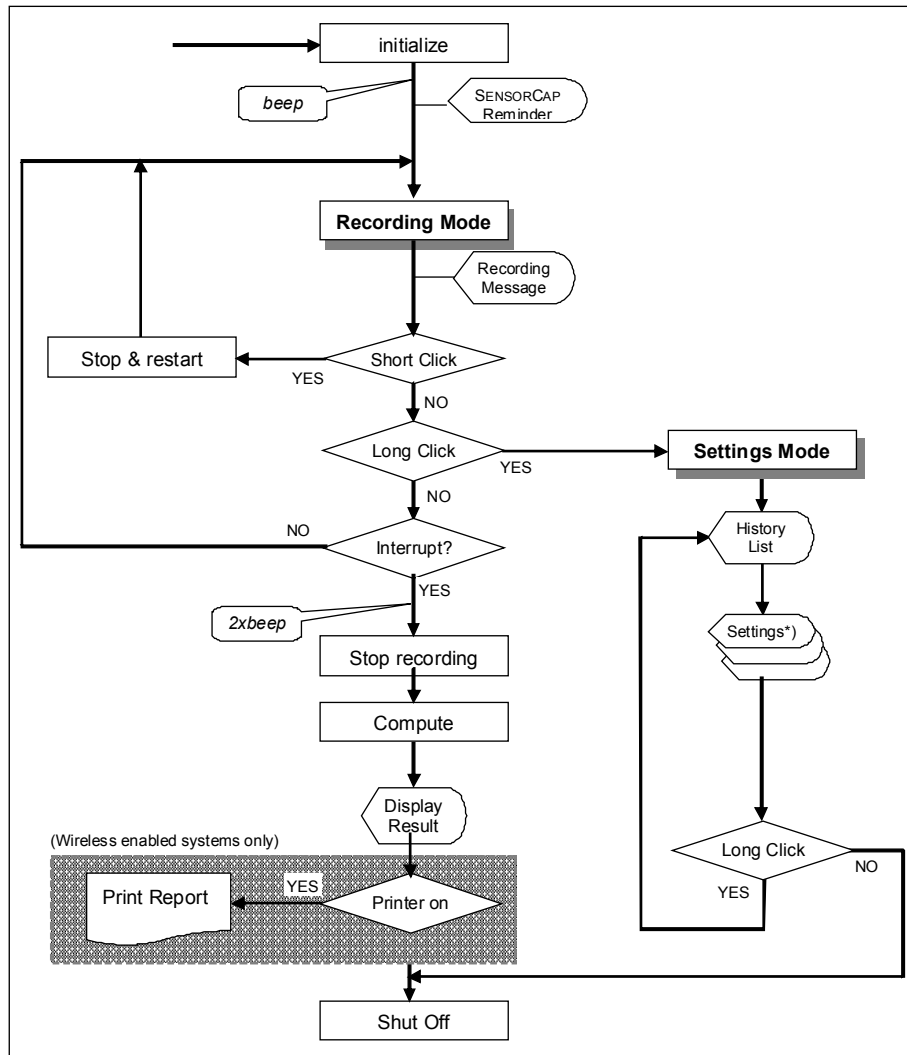 initialize
beep
SENSORCAP
Reminder
Recording Mode
Recording
Message
Stop & restart
YES
Short Click
NO
Long Click
YES
Settings Mode
NO
NO
Interrupt?
History
List
YES
2xbeep
Settings*)
Stop recording
Compute
Display
Result
(Wireless enabled systems only)
Long Click
NO
YES
Print Report
YES
Printer on
Shut Off